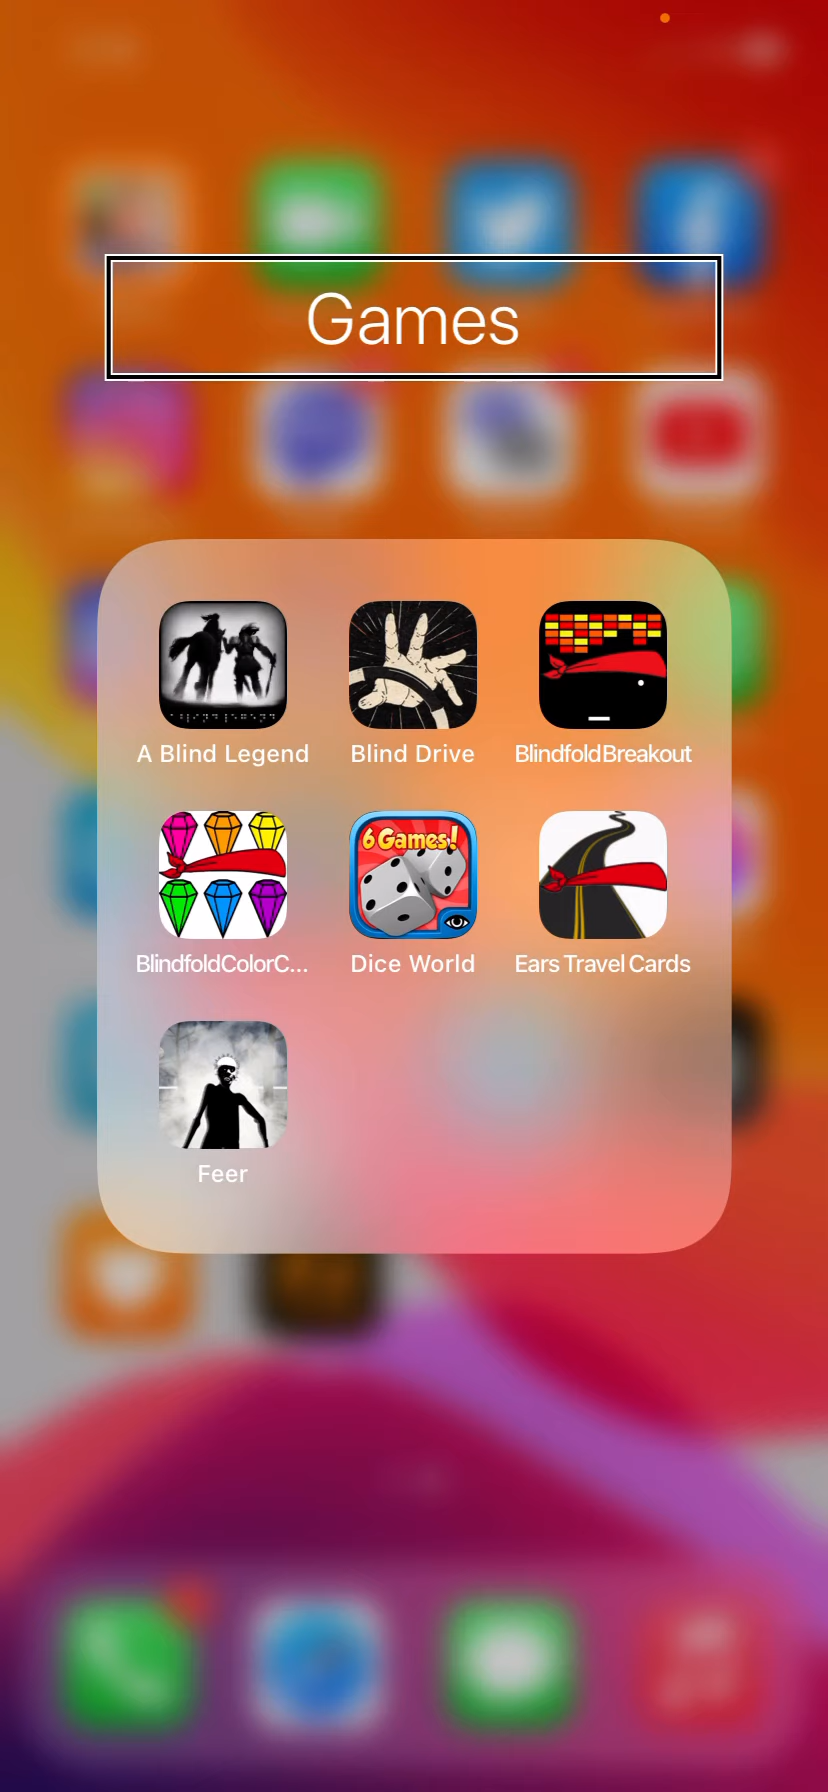 Games
A Blind Legend
Blind Drive
BlindfoldBreakout
6 Games!
BlindfoldColorC...
Dice World
Ears Travel Cards
Feer